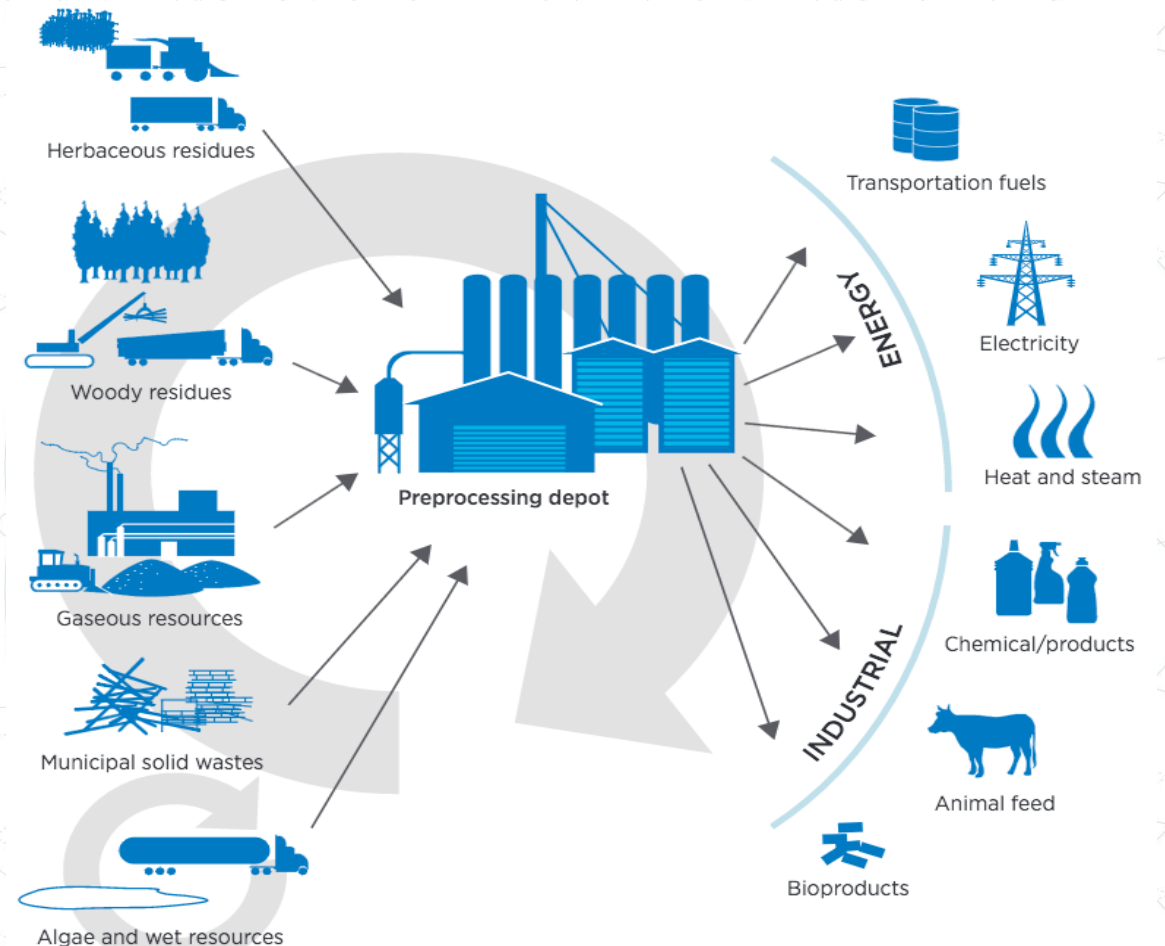 Herbaceous residues
Woody residues
Gaseous resources
Municipal solid wastes
Algae and wet resources
Preprocessing depot
ENERGY
Transportation fuels
Electricity
Heat and steam
INDUSTRIAL
Chemical/products
Animal feed
Bioproducts